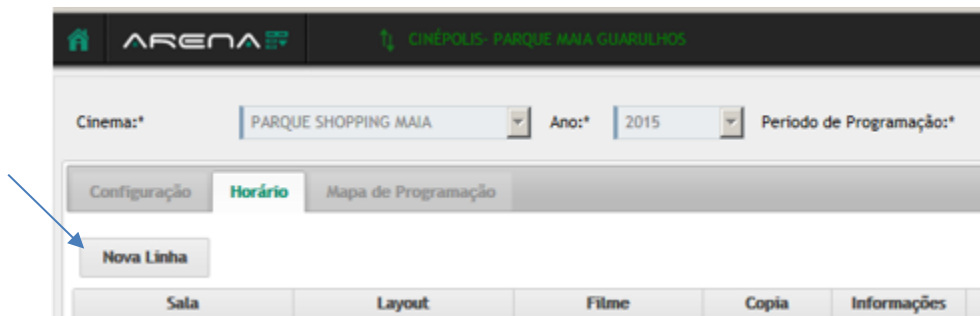 ARENA CINÉPOLIS- PARQUE MAIA GUARULHOS
Cinema:* PARQUE SHOPPING MAIA Ano:* 2015 Periodo de Programação:*
Configuração Horário Mapa de Programação
Nova Linha
Sala Layout Filme Copia Informações